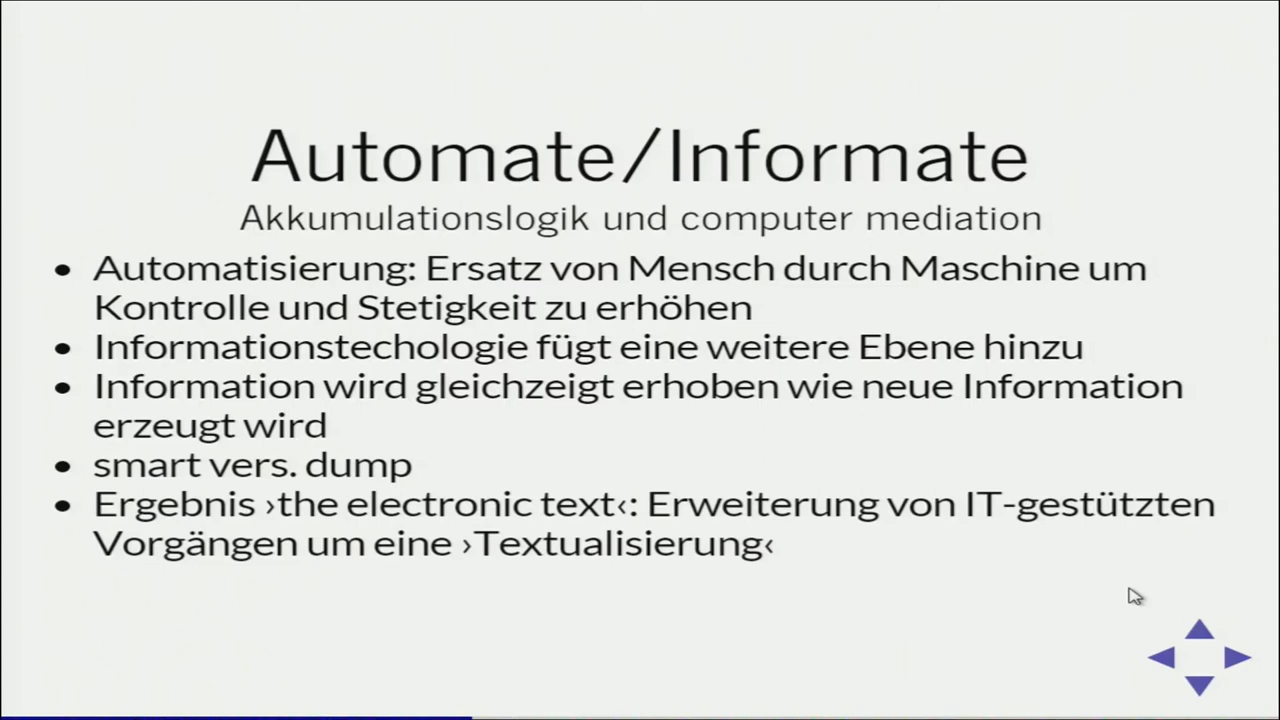 Automate/Informate
Akkumulationslogik und computer mediation
• Automatisierung: Ersatz von Mensch durch Maschine um
Kontrolle und Stetigkeit zu erhöhen
• Informationstechologie fügt eine weitere Ebene hinzu
• Information wird gleichzeigt erhoben wie neue Information
erzeugt wird
• smart vers. dump
• Ergebnis ›the electronic text‹: Erweiterung von IT-gestützten
Vorgängen um eine ›Textualisierung‹